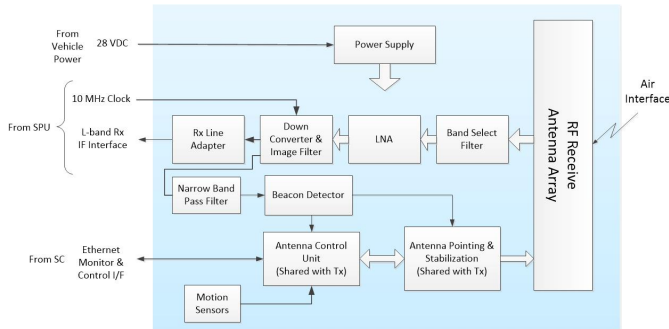 From
Vehicle
Power
28 VDC
Power Supply
Air
Interface
10 MHz Clock
From SPU
L-band Rx
IF Interface
Rx Line
Adapter
Down
Converter &
Image Filter
LNA
Band Select
Filter
RF Receive
Antenna Array
Narrow Band
Pass Filter
Beacon Detector
From SC
Ethernet
Monitor &
Control I/F
Antenna Control
Unit
(Shared with Tx)
Antenna Pointing &
Stabilization
(Shared with Tx)
Motion
Sensors